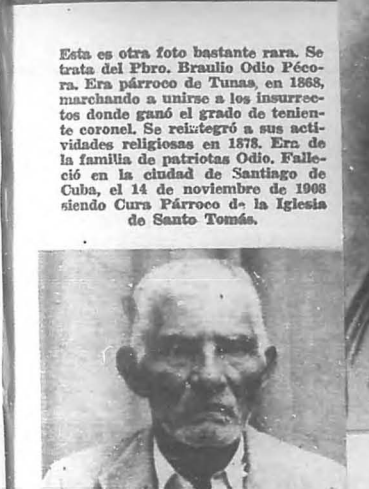 Esta es otra foto bastante rara. Se
trata del Pbro. Braulio Odio Péco-
ra. Era párroco de Tunas, en 1868,
marchando a unirse a los insurrec-
tos donde ganó el grado de tenien-
te coronel. Se reintegró a sus acti-
vidades religiosas en 1878. Era de
la familia de patriotas Odio. Falle-
ció en la ciudad de Santiago de
Cuba, el 14 de noviembre de 1908
siendo Cura Párroco de la Iglesia
de Santo Tomás.